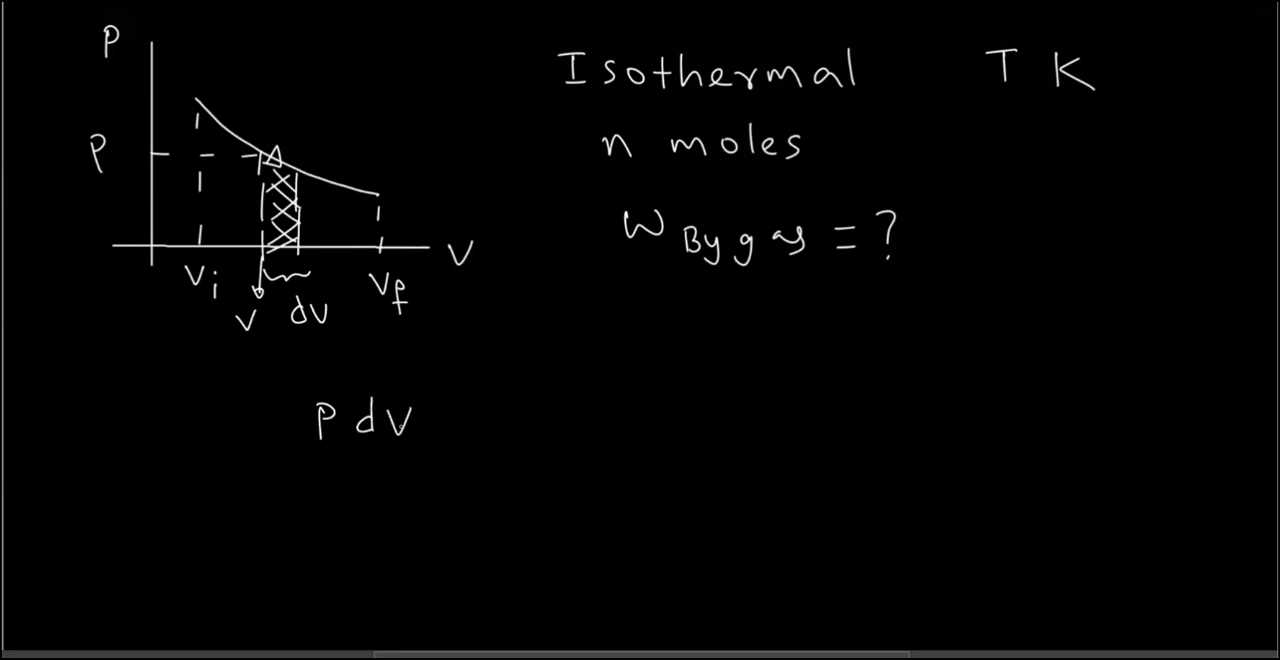 P
Isothermal T K
P
n moles
W By gas = ?
V
Vi
Vf
V
dV
P dV